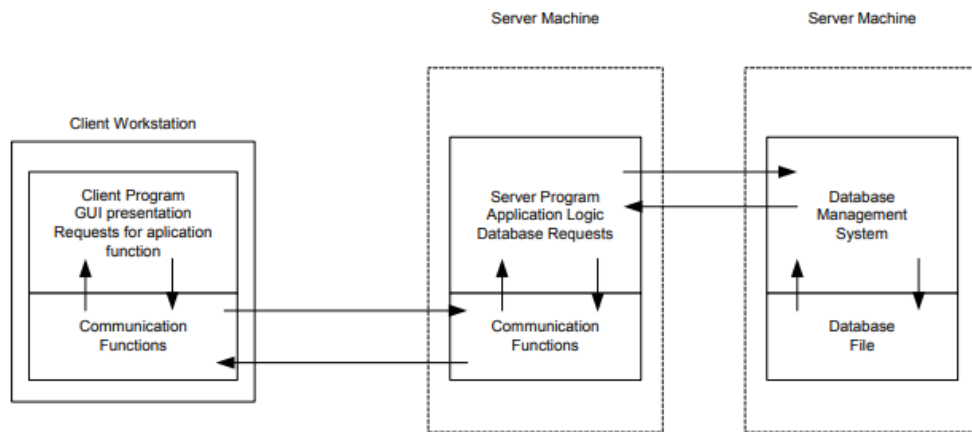 Server Machine
Server Machine
Client Workstation
Client Program
GUI presentation
Requests for aplication
function
Communication
Functions
Server Program
Application Logic
Database Requests
Communication
Functions
Database
Management
System
Database
File